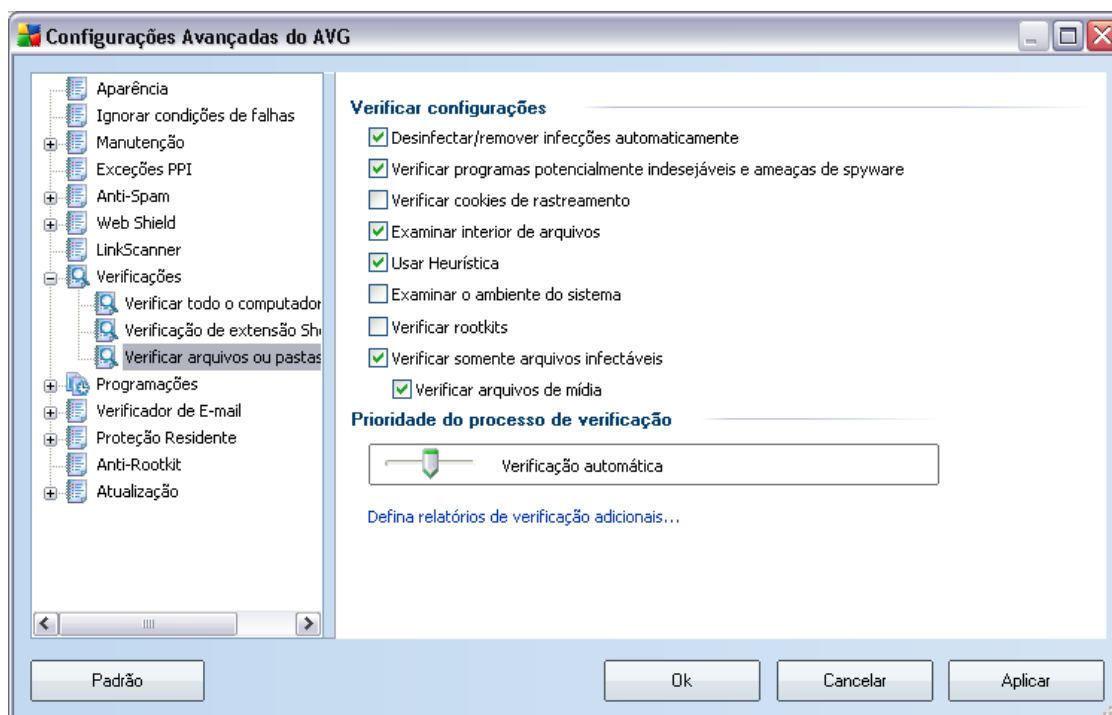 Configurações Avançadas do AVG
Aparência
Ignorar condições de falhas
Manutenção
Exceções PPI
Anti-Spam
Web Shield
LinkScanner
Verificações
Verificar todo o computador
Verificação de extensão She
Verificar arquivos ou pastas
Programações
Verificador de E-mail
Proteção Residente
Anti-Rootkit
Atualização
Verificar configurações
Desinfectar/remover infecções automaticamente
Verificar programas potencialmente indesejáveis e ameaças de spyware
Verificar cookies de rastreamento
Examinar interior de arquivos
Usar Heurística
Examinar o ambiente do sistema
Verificar rootkits
Verificar somente arquivos infectáveis
Verificar arquivos de mídia
Prioridade do processo de verificação
Verificação automática
Defina relatórios de verificação adicionais...
Padrão
Ok
Cancelar
Aplicar